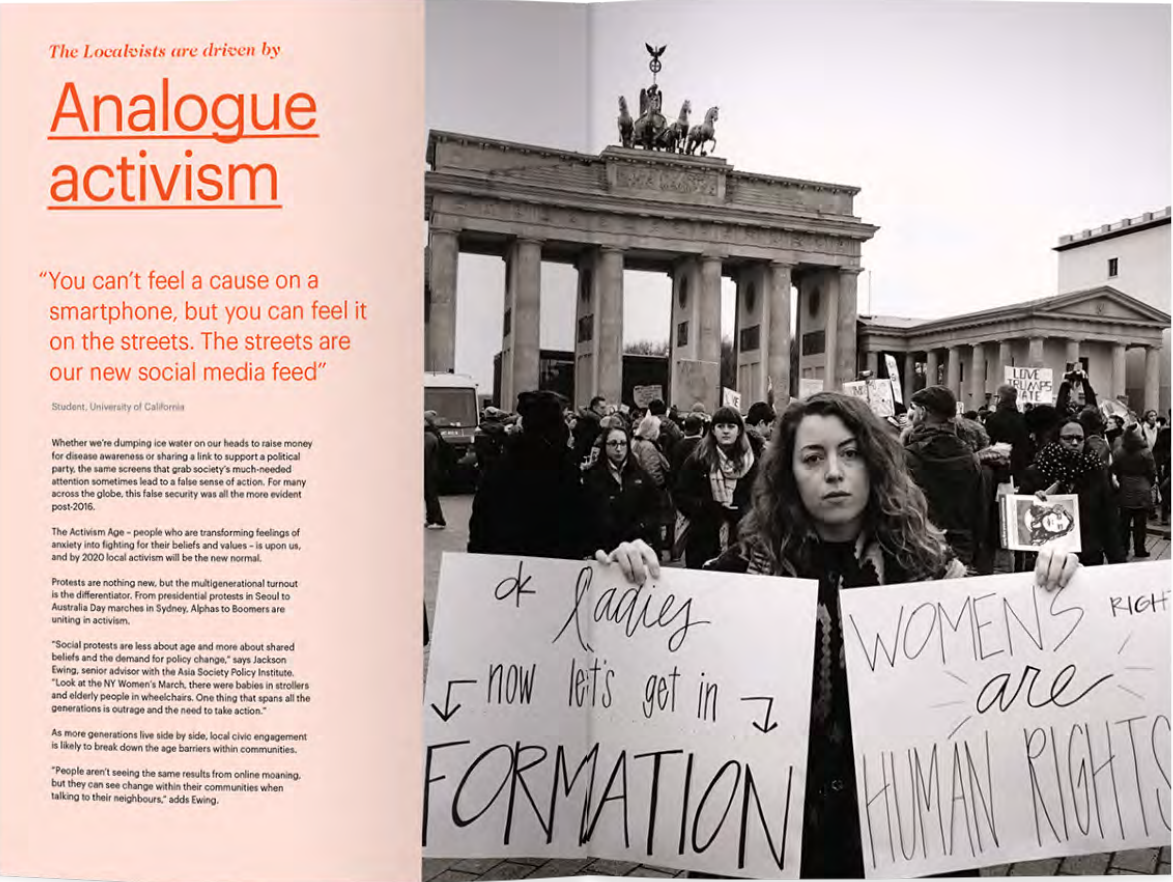 The Localvists are driven by
Analogue
activism
“You can’t feel a cause on a
smartphone, but you can feel it
on the streets. The streets are
our new social media feed”
Student, University of California
Whether we’re dumping ice water on our heads to raise money
for disease awareness or sharing a link to support a political
party, the same screens that grab society’s much-needed
attention sometimes lead to a false sense of action. For many
across the globe, this false security was all the more evident
post-2016.
The Activism Age – people who are transforming feelings of
anxiety into fighting for their beliefs and values – is upon us,
and by 2020 local activism will be the new normal.
Protests are nothing new, but the multigenerational turnout
is the differentiator. From presidential protests in Seoul to
Australia Day marches in Sydney, Alphas to Boomers are
uniting in activism.
“Social protests are less about age and more about shared
beliefs and the demand for policy change,” says Jackson
Ewing, senior advisor with the Asia Society Policy Institute.
“Look at the NY Women’s March, there were babies in strollers
and elderly people in wheelchairs. One thing that spans all the
generations is outrage and the need to take action.”
As more generations live side by side, local civic engagement
is likely to break down the age barriers within communities.
“People aren’t seeing the same results from online moaning,
but they can see change within their communities when
talking to their neighbours,” adds Ewing.
LOVE
TRUMPS
HATE
ok
ladies
now let's get in
FORMATION
WOMENS RIGHT
are
HUMAN RIGHTS